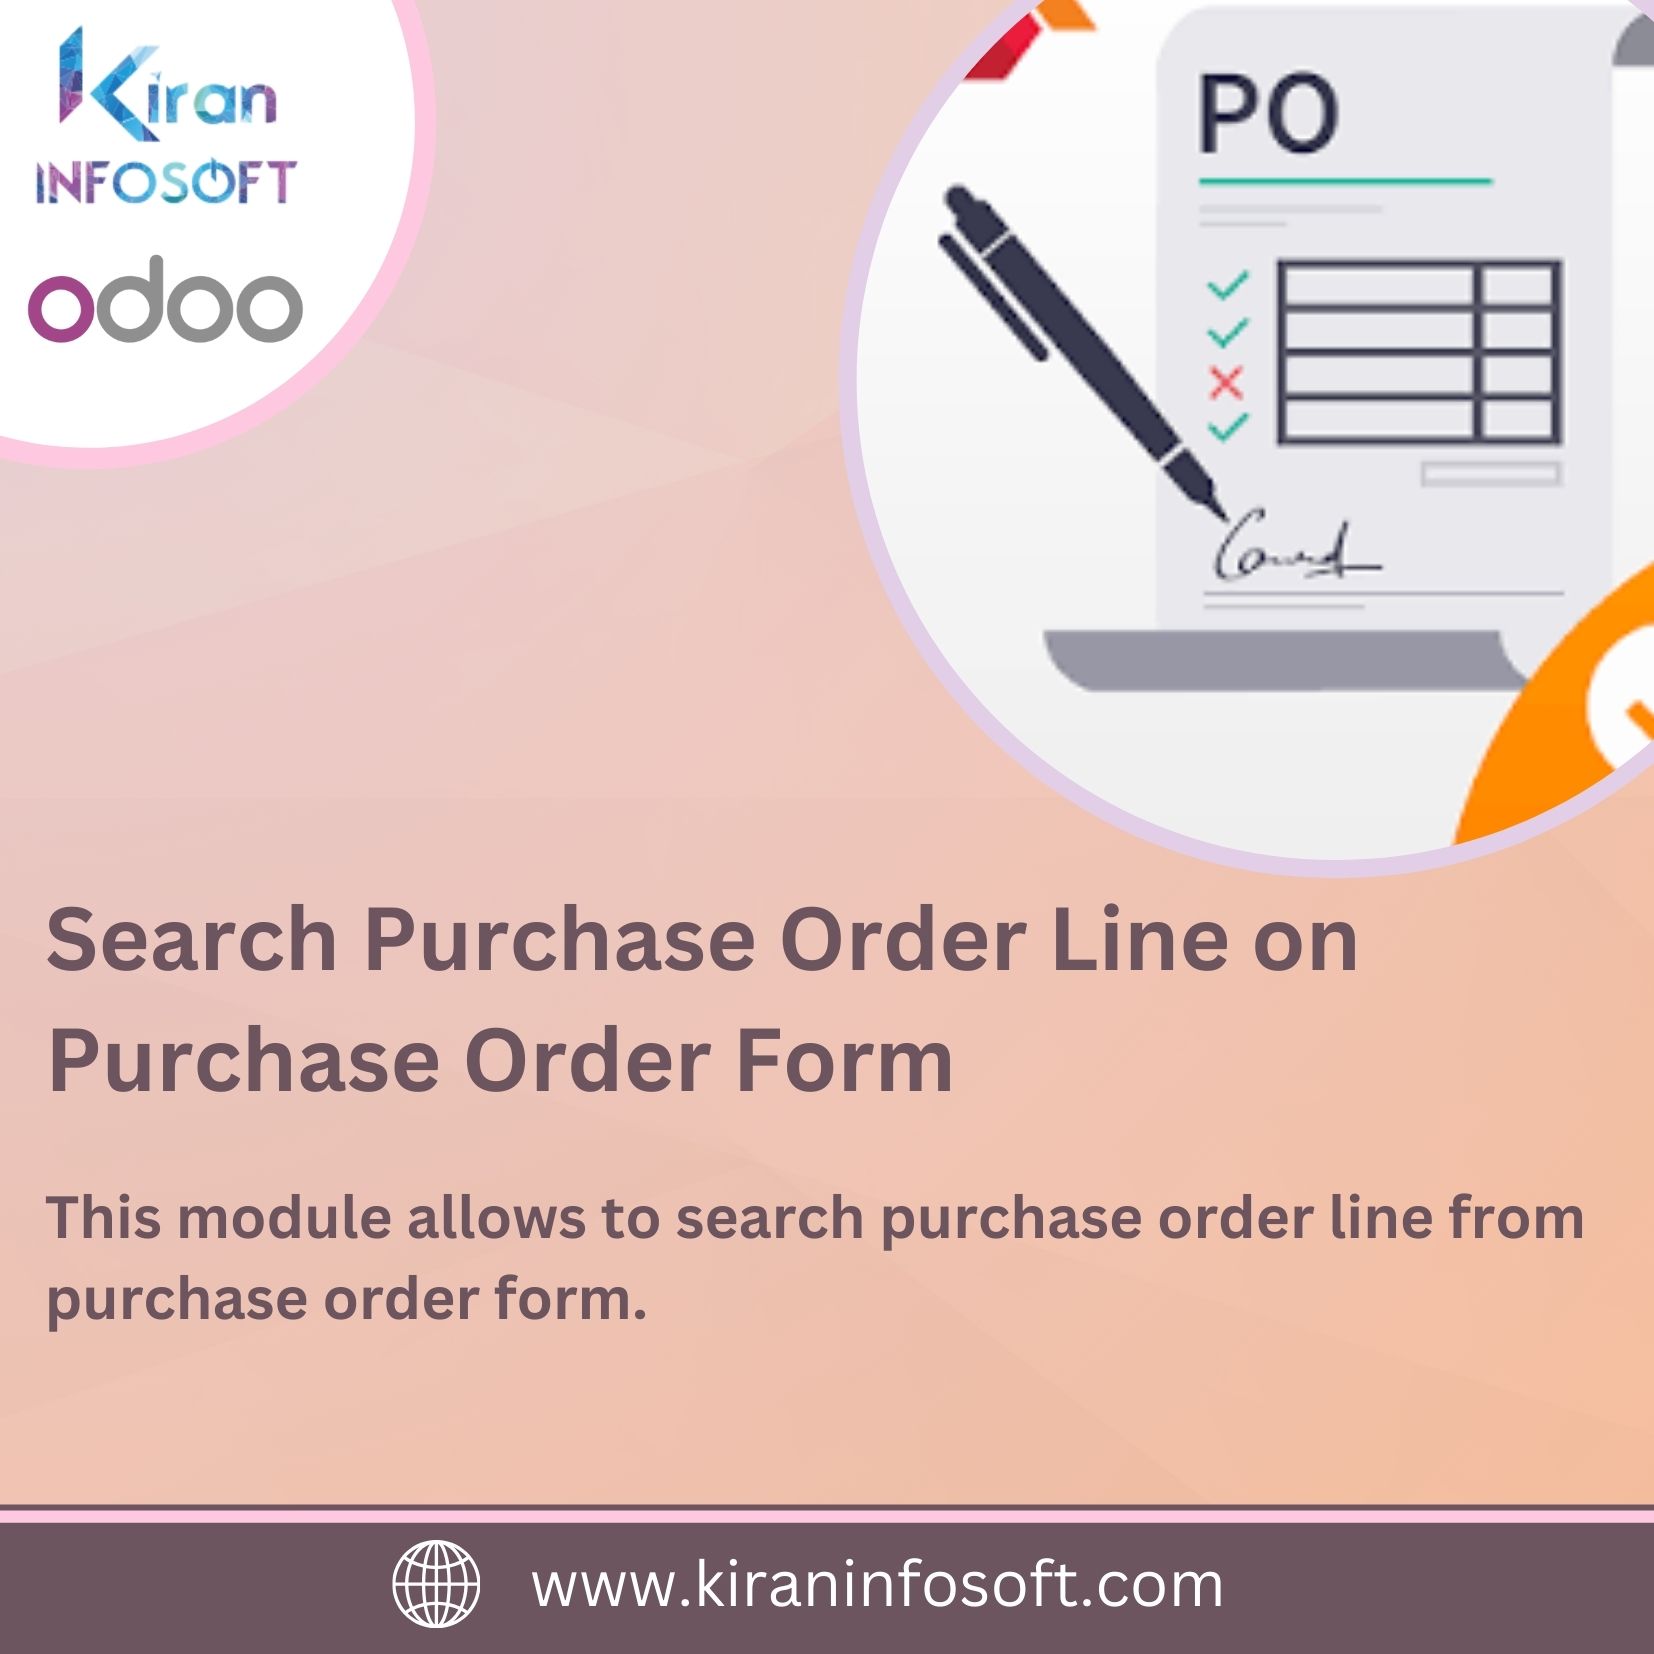 Kiran
INFOSOFT
odoo
PO
Search Purchase Order Line on
Purchase Order Form
This module allows to search purchase order line from
purchase order form.
www.kiraninfosoft.com